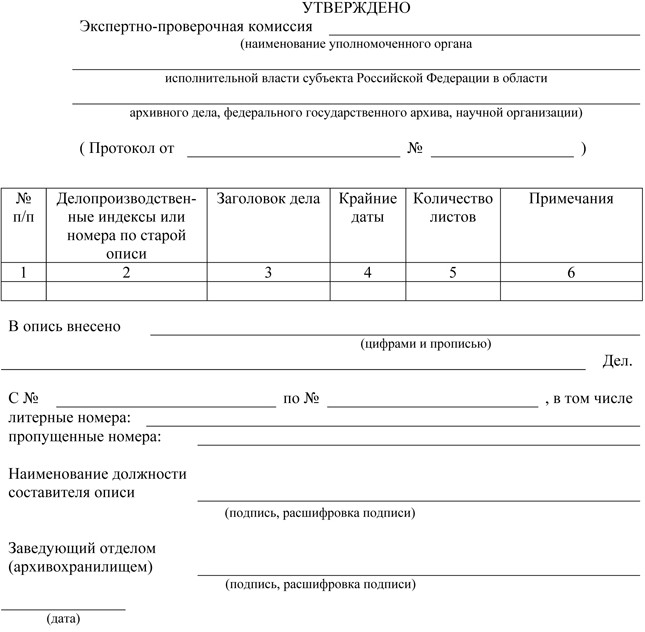 УТВЕРЖДЕНО
Экспертно-проверочная комиссия
(наименование уполномоченного органа
исполнительной власти субъекта Российской Федерации в области
архивного дела, федерального государственного архива, научной организации)
( Протокол от № )
№ п/п
Делопроизводствен-
ные индексы или
номера по старой
описи
Заголовок дела
Крайние
даты
Количество
листов
Примечания
1 2 3 4 5 6
В опись внесено
(цифрами и прописью)
Дел.
С № по № , в том числе
литерные номера:
пропущенные номера:
Наименование должности
составителя описи
(подпись, расшифровка подписи)
Заведующий отделом
(архивохранилищем)
(подпись, расшифровка подписи)
(дата)